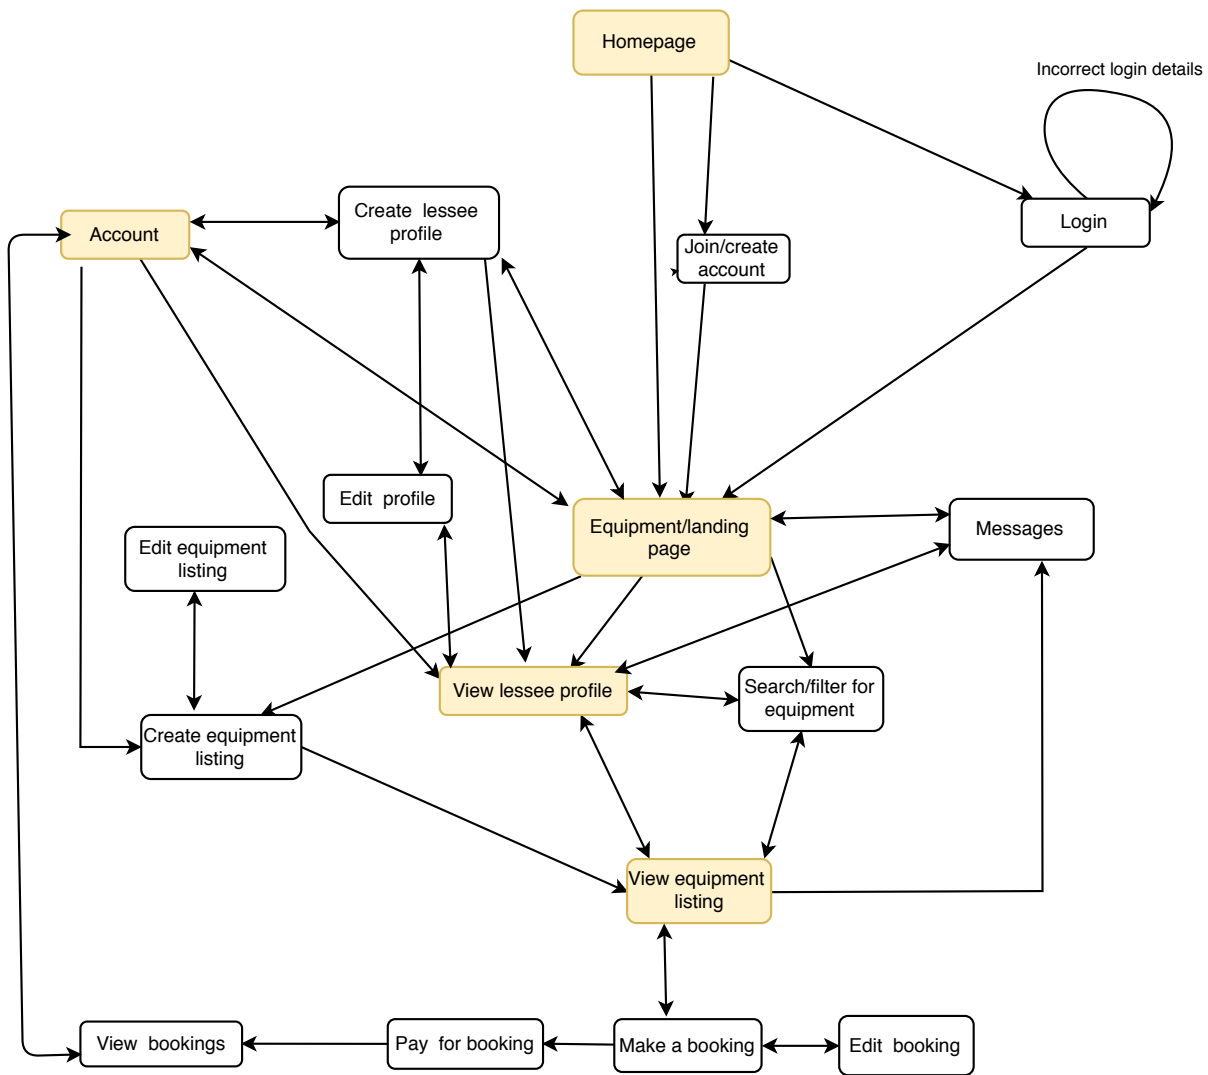 Homepage
Incorrect login details
Create lessee
profile
Account
Login
Join/create
account
Edit profile
Equipment/landing
page
Messages
Edit equipment
listing
View lessee profile
Search/filter for
equipment
Create equipment
listing
View equipment
listing
View bookings
Pay for booking
Make a booking
Edit booking